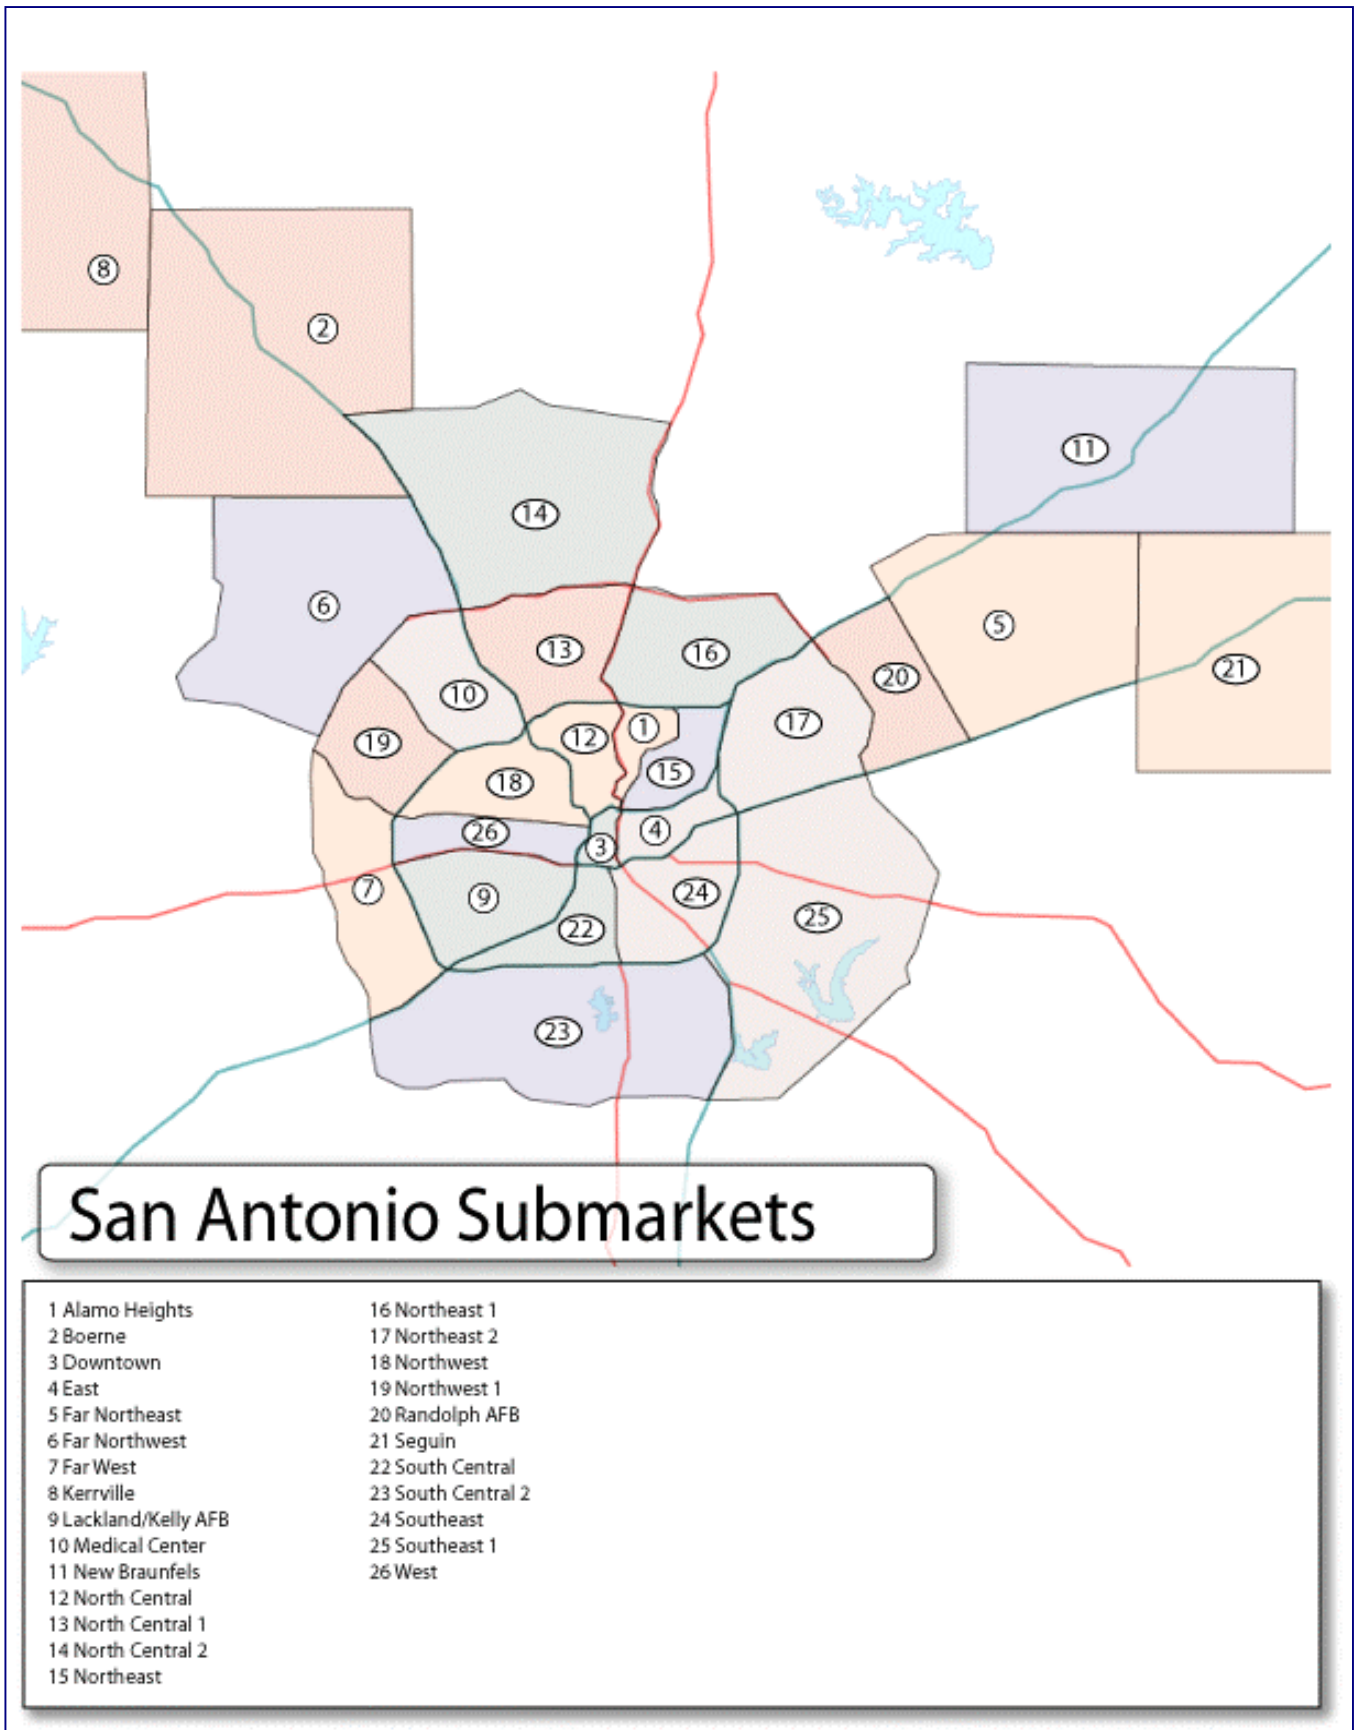 8
2
11
14
6
5
13
16
21
20
10
17
1
12
19
15
18
4
26
3
7
24
9
25
22
23
San Antonio Submarkets
1 Alamo Heights
2 Boerne
3 Downtown
4 East
5 Far Northeast
6 Far Northwest
7 Far West
8 Kerrville
9 Lackland/Kelly AFB
10 Medical Center
11 New Braunfels
12 North Central
13 North Central 1
14 North Central 2
15 Northeast
16 Northeast 1
17 Northeast 2
18 Northwest
19 Northwest 1
20 Randolph AFB
21 Seguin
22 South Central
23 South Central 2
24 Southeast
25 Southeast 1
26 West